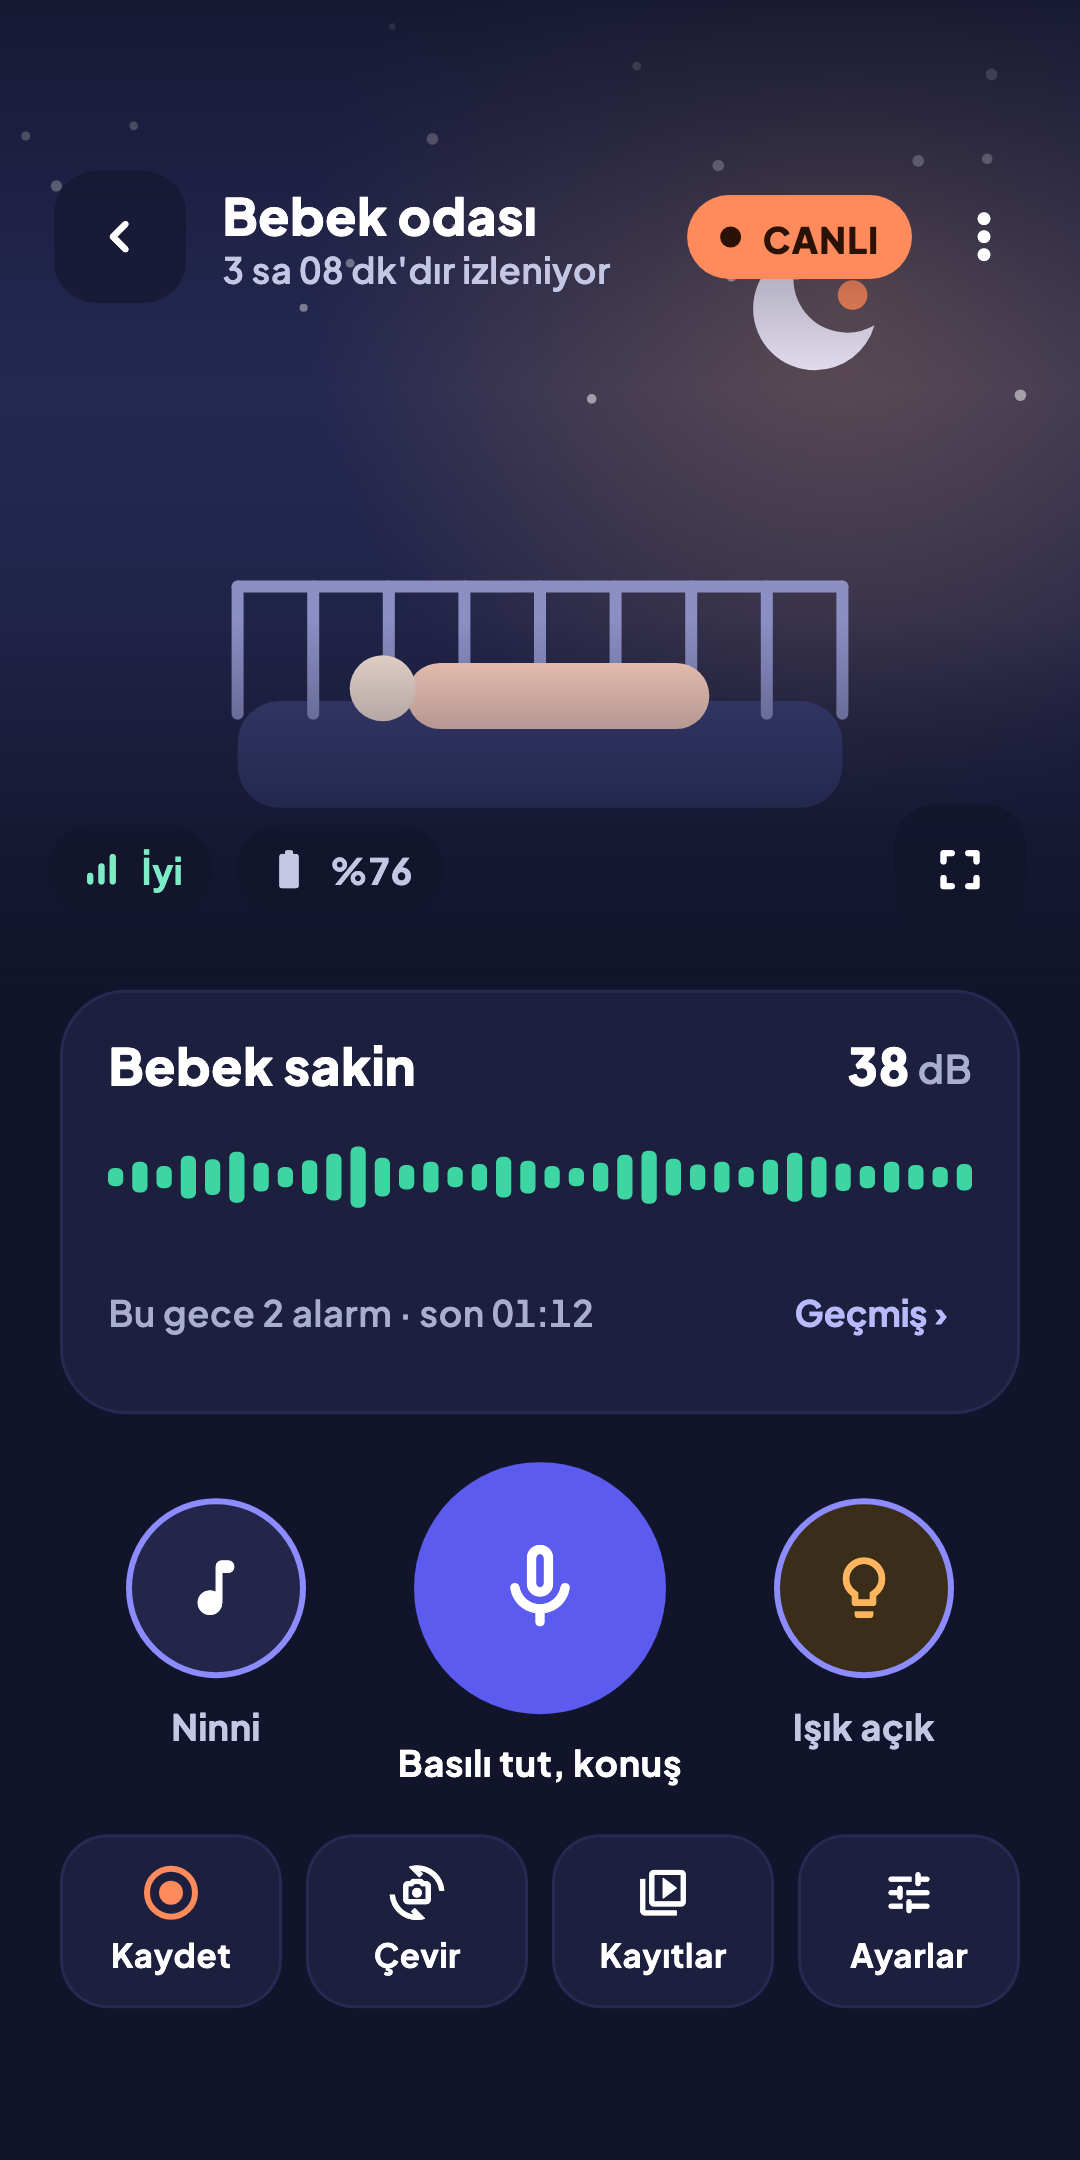 Bebek odası
3 sa 08 dk'dır izleniyor
CANLI
İyi
%76
Bebek sakin
38 dB
Bu gece 2 alarm · son 01:12
Geçmiş ›
Ninni
Basılı tut, konuş
Işık açık
Kaydet
Çevir
Kayıtlar
Ayarlar